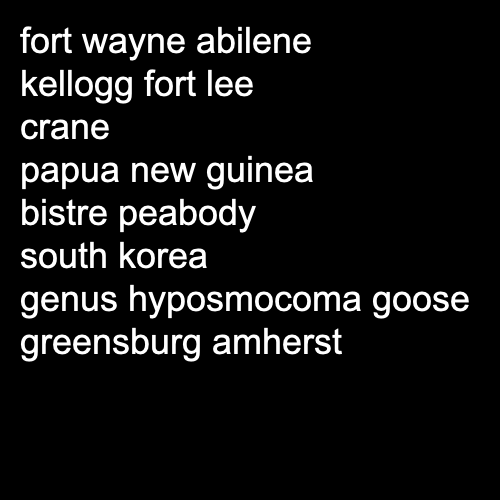 fort wayne abilene
kellogg fort lee
crane
papua new guinea
bistre peabody
south korea
genus hyposmocoma goose
greensburg amherst